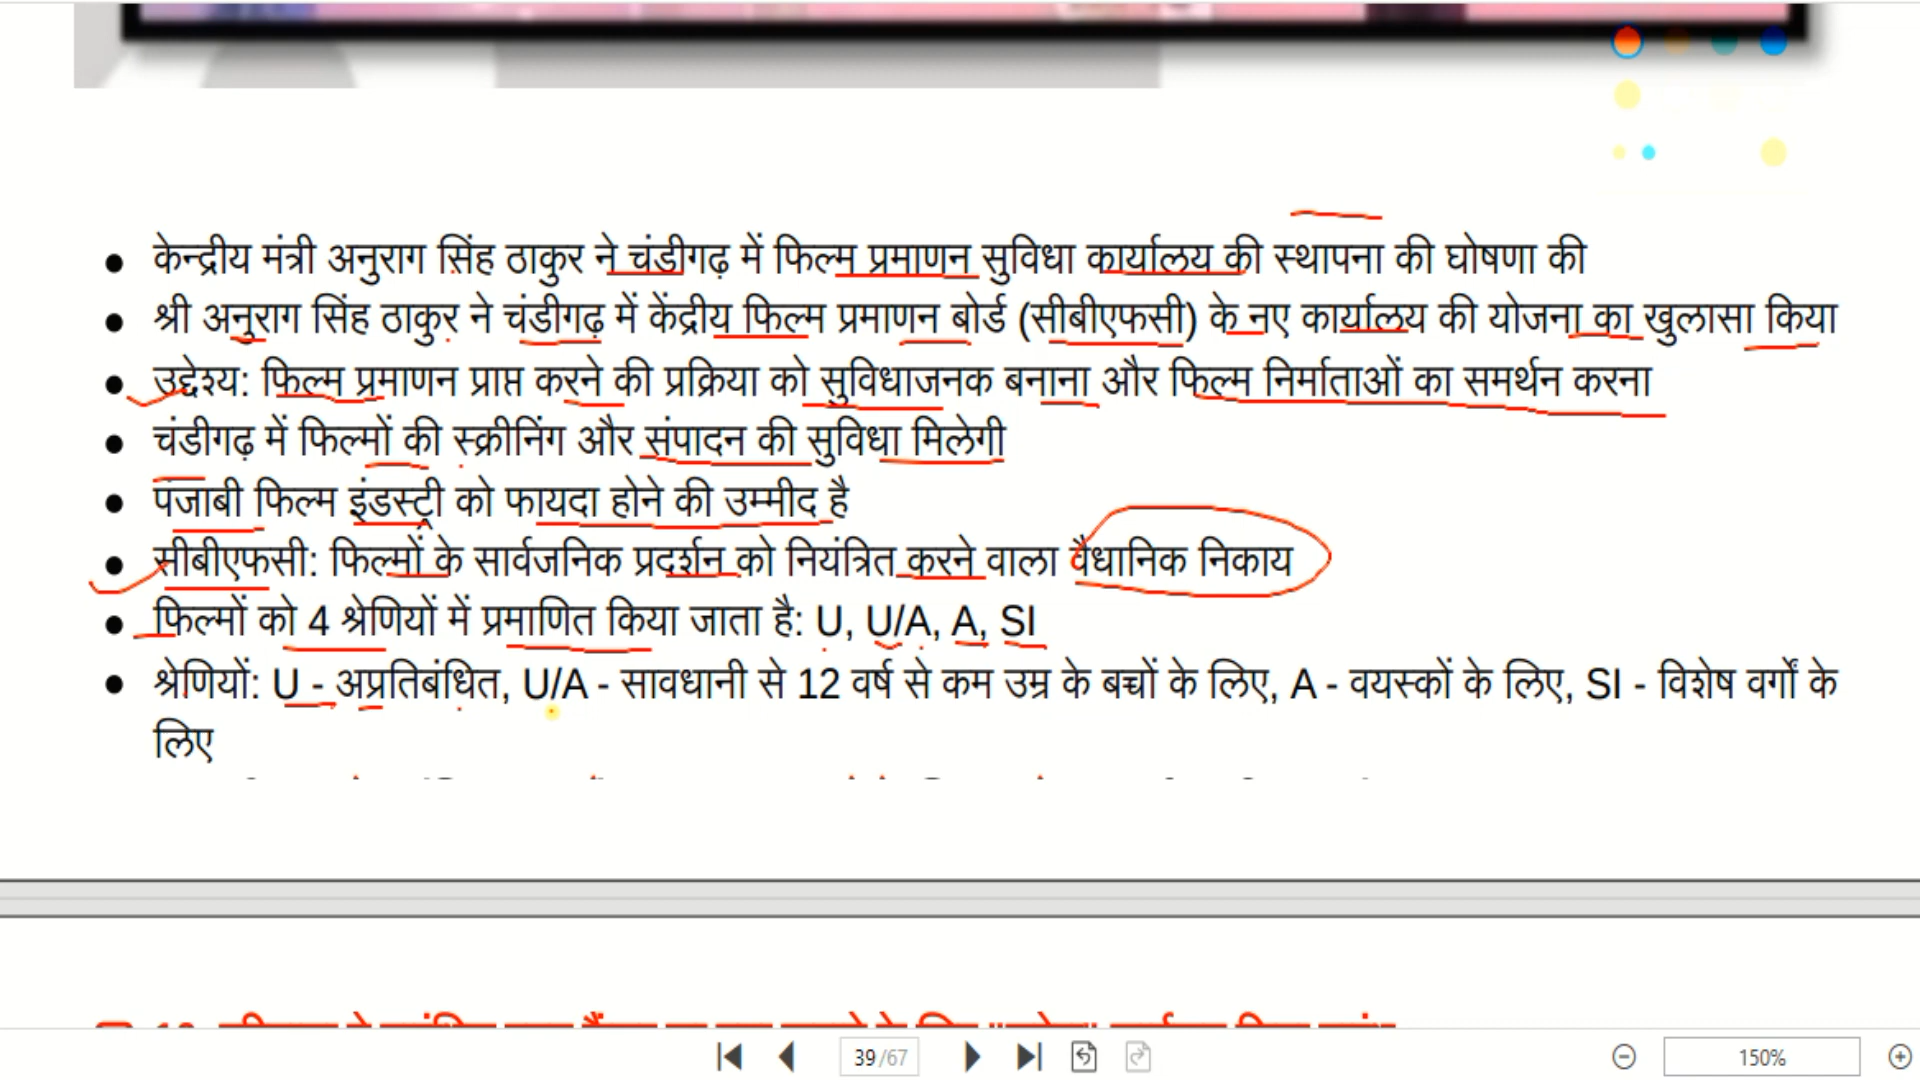 ● केन्द्रीय मंत्री अनुराग सिंह ठाकुर ने चंडीगढ़ में फिल्म प्रमाणन सुविधा कार्यालय की स्थापना की घोषणा की
● श्री अनुराग सिंह ठाकुर ने चंडीगढ़ में केंद्रीय फिल्म प्रमाणन बोर्ड (सीबीएफसी) के नए कार्यालय की योजना का खुलासा किया
● उद्देश्य: फिल्म प्रमाणन प्राप्त करने की प्रक्रिया को सुविधाजनक बनाना और फिल्म निर्माताओं का समर्थन करना
● चंडीगढ़ में फिल्मों की स्क्रीनिंग और संपादन की सुविधा मिलेगी
● पंजाबी फिल्म इंडस्ट्री को फायदा होने की उम्मीद है
● सीबीएफसी: फिल्मों के सार्वजनिक प्रदर्शन को नियंत्रित करने वाला वैधानिक निकाय
● फिल्मों को 4 श्रेणियों में प्रमाणित किया जाता है: U, U/A, A, SI
● श्रेणियों: U - अप्रतिबंधित, U/A - सावधानी से 12 वर्ष से कम उम्र के बच्चों के लिए, A - वयस्कों के लिए, SI - विशेष वर्गों के
लिए
39/67
150%